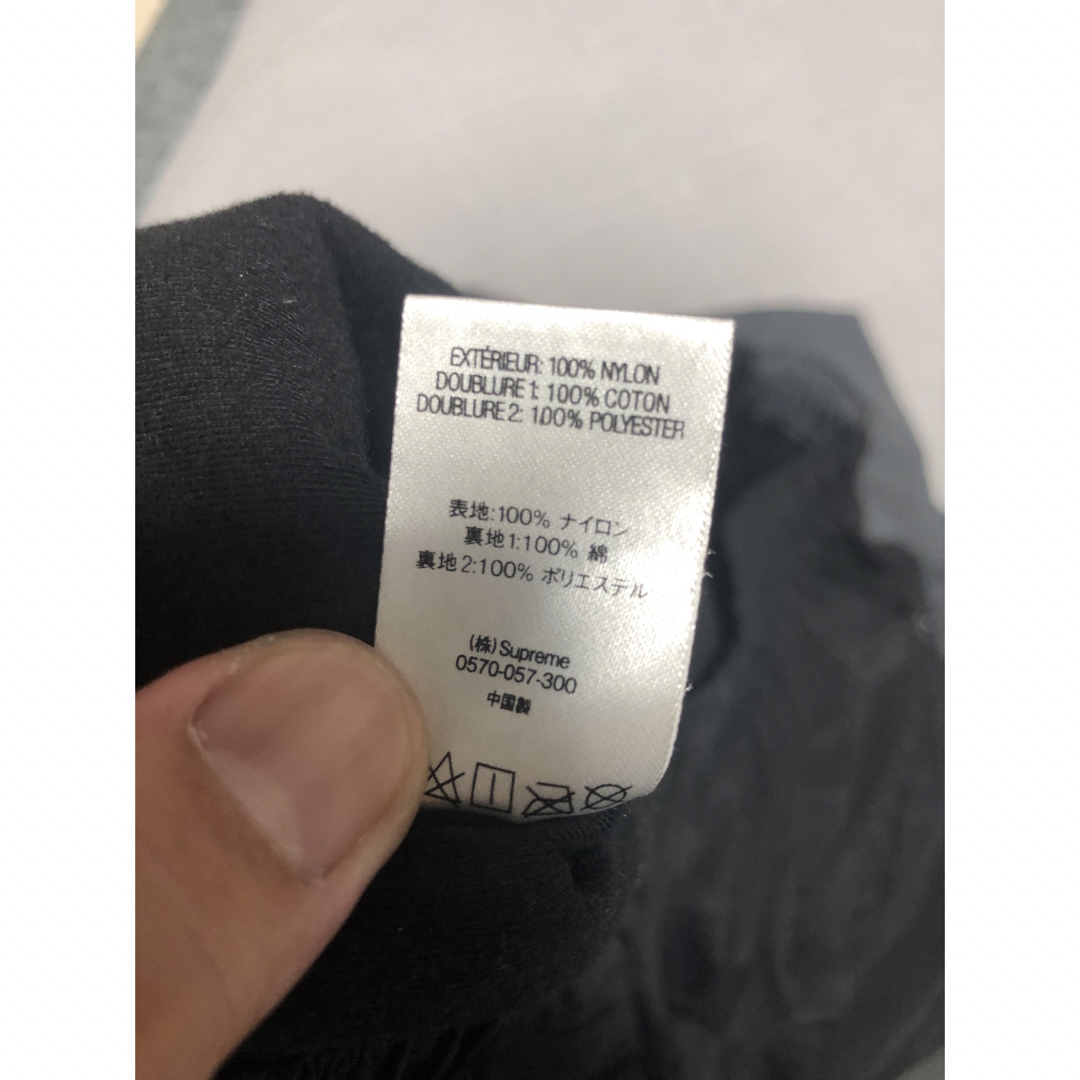 EXTÉRIEUR: 100% NYLON
DOUBLURE 1: 100% COTON
DOUBLURE 2: 100% POLYESTER
表地:100% ナイロン
裏地1:100% 綿
裏地2:100% ポリエステル
(株)Supreme
0570-057-300
中国製